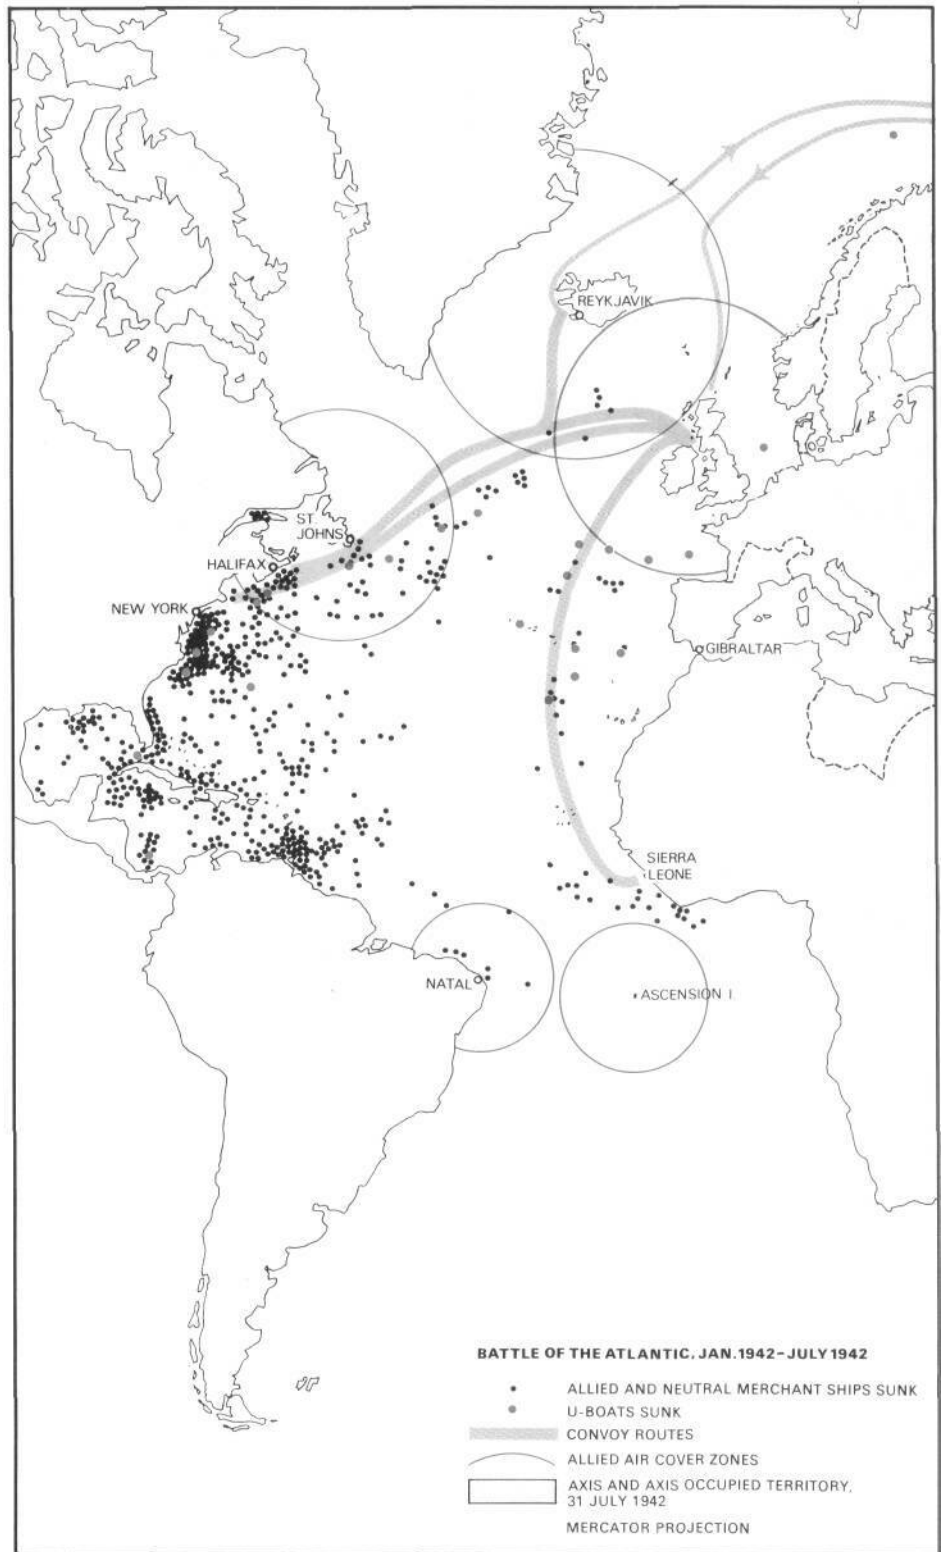 REYKJAVIK
ST.
JOHNS
HALIFAX
NEW YORK
GIBRALTAR
SIERRA
LEONE
NATAL
ASCENSION I
BATTLE OF THE ATLANTIC, JAN.1942–JULY 1942
ALLIED AND NEUTRAL MERCHANT SHIPS SUNK
U-BOATS SUNK
CONVOY ROUTES
ALLIED AIR COVER ZONES
AXIS AND AXIS OCCUPIED TERRITORY,
31 JULY 1942
MERCATOR PROJECTION